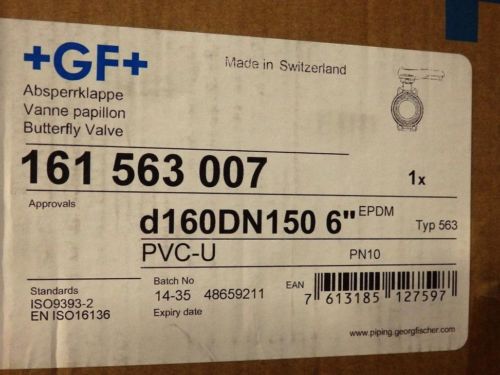 +GF+
Made in Switzerland
Absperrklappe
Vanne papillon
Butterfly Valve
161 563 007
1x
Approvals
d160DN150 6" EPDM
Typ 563
PVC-U
PN10
Standards
ISO9393-2
EN ISO16136
Batch No
14-35 48659211
Expiry date
EAN
7 613185 127597
www.piping.georgfischer.com